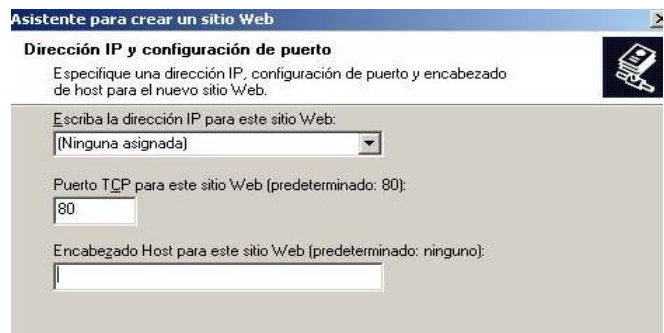 Asistente para crear un sitio Web
Dirección IP y configuración de puerto
Especifique una dirección IP, configuración de puerto y encabezado
de host para el nuevo sitio Web.
Escriba la dirección IP para este sitio Web:
(Ninguna asignada)
Puerto TCP para este sitio Web (predeterminado: 80):
80
Encabezado Host para este sitio Web (predeterminado: ninguno):